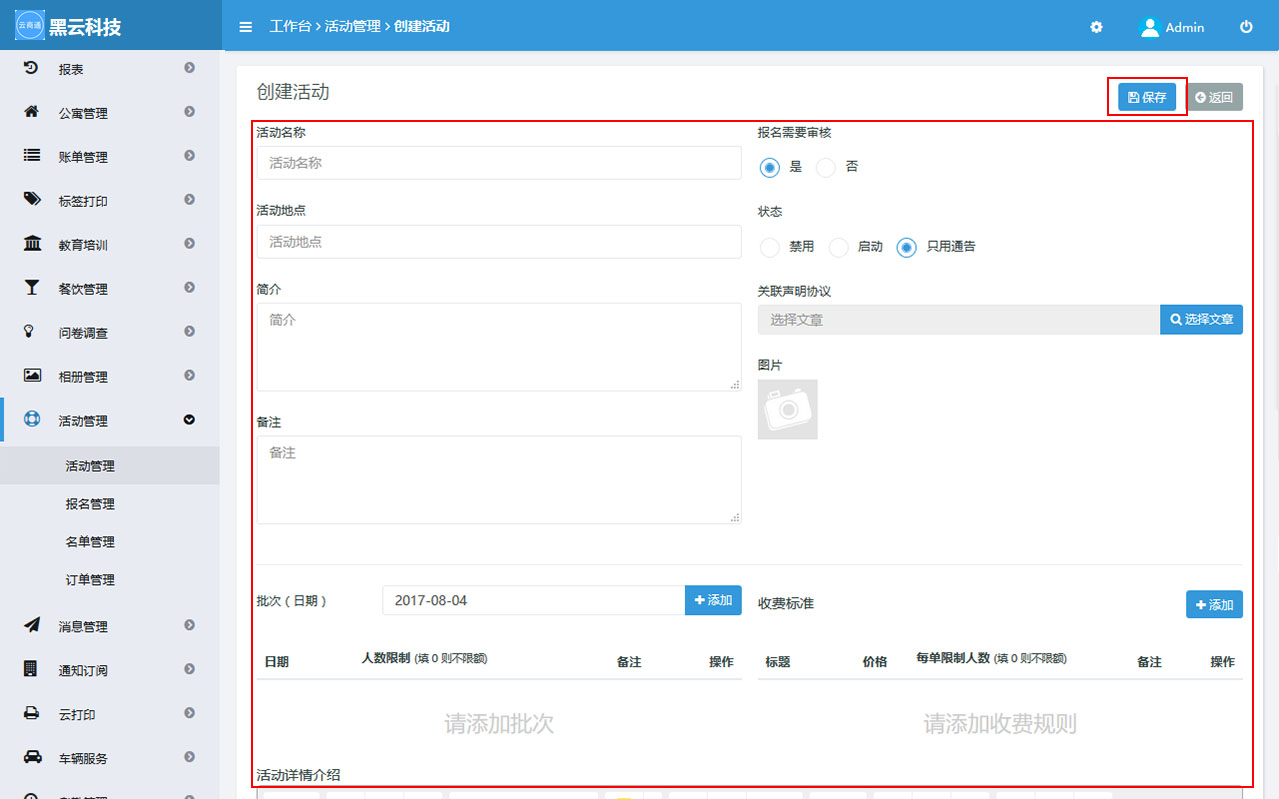 云商通 黑云科技
工作台 > 活动管理 > 创建活动
Admin
报表
公寓管理
账单管理
标签打印
教育培训
餐饮管理
问卷调查
相册管理
活动管理
活动管理
报名管理
名单管理
订单管理
消息管理
通知订阅
云打印
车辆服务
创建活动
保存 返回
活动名称
活动名称
活动地点
活动地点
简介
简介
备注
备注
报名需要审核
是 否
状态
禁用 启动 只用通告
关联声明协议
选择文章 选择文章
图片
批次（日期） 2017-08-04 添加
日期 人数限制 (填 0 则不限额) 备注 操作
请添加批次
收费标准 添加
标题 价格 每单限制人数 (填 0 则不限额) 备注 操作
请添加收费规则
活动详情介绍